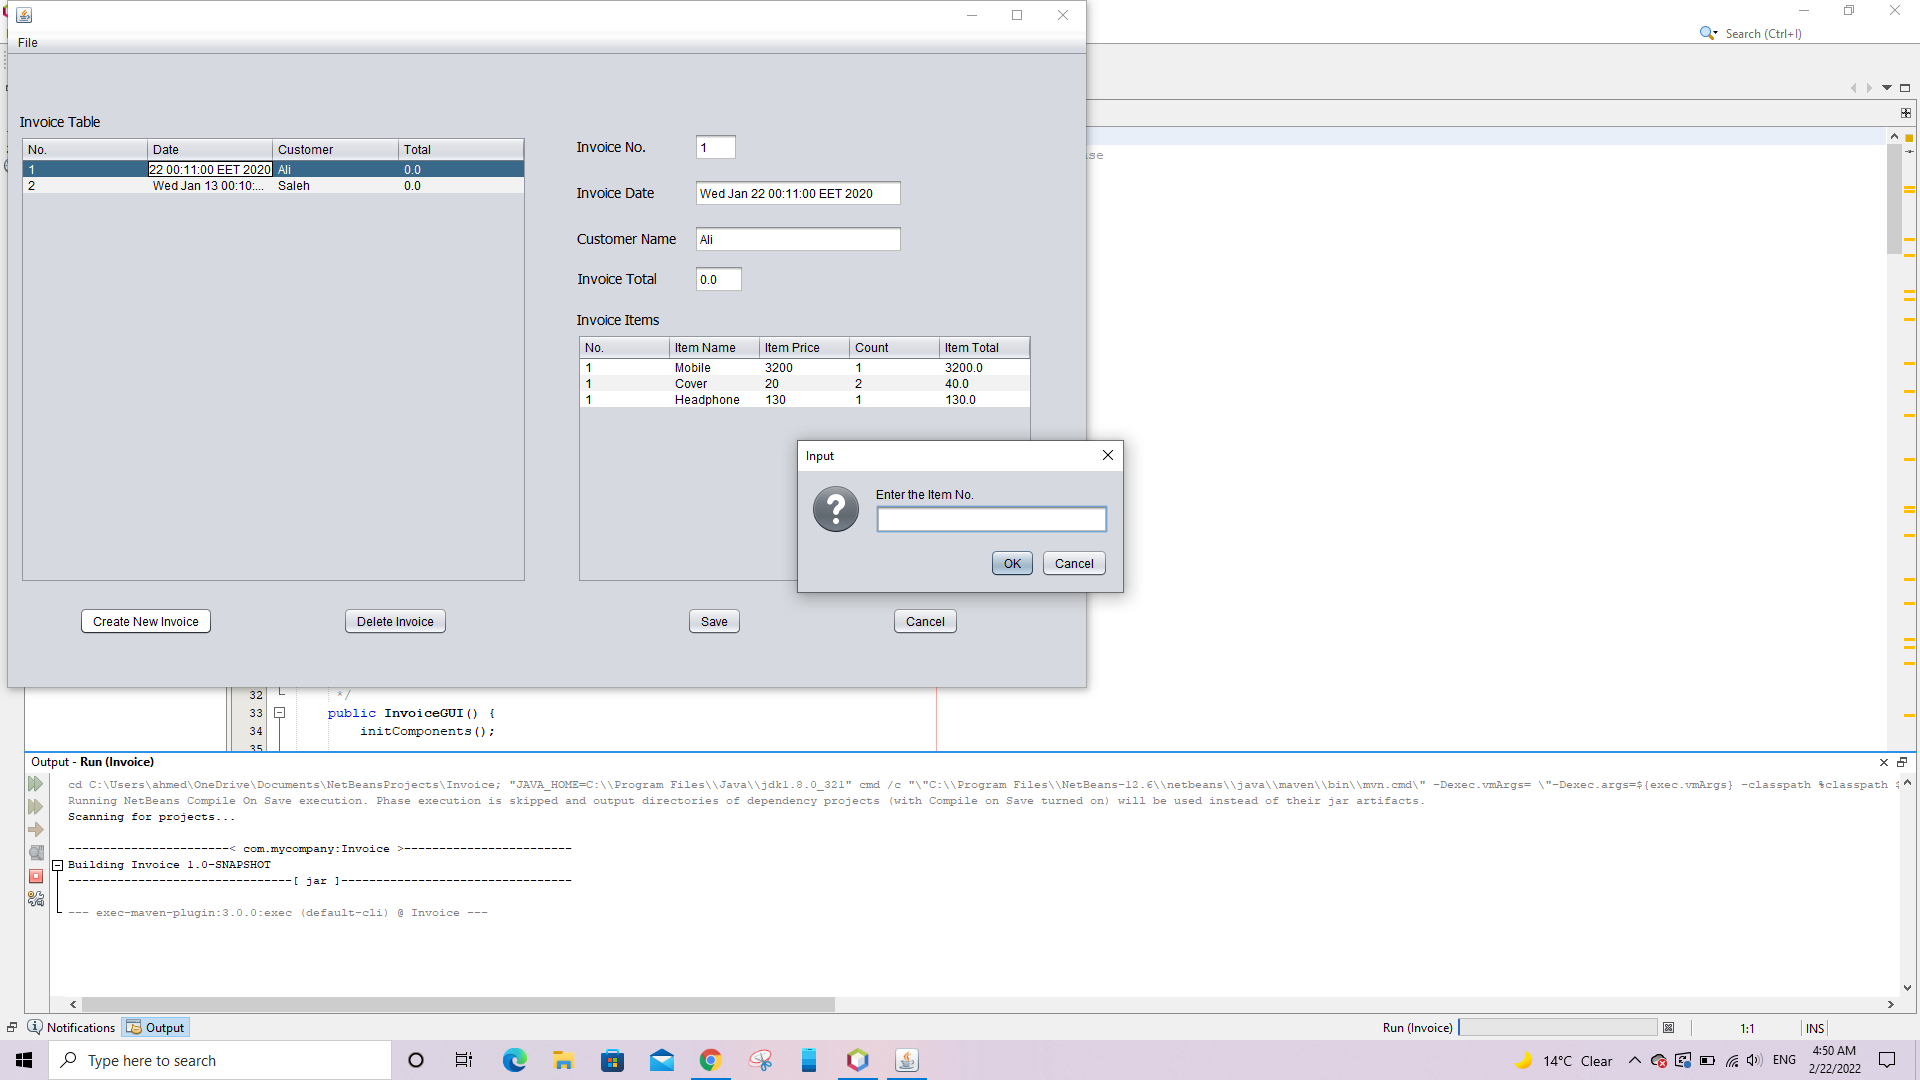 File
Search (Ctrl+I)
Invoice Table
No. Date Customer Total
1 22 00:11:00 EET 2020 Ali 0.0
2 Wed Jan 13 00:10:... Saleh 0.0
Invoice No. 1
Invoice Date Wed Jan 22 00:11:00 EET 2020
Customer Name Ali
Invoice Total 0.0
Invoice Items
No. Item Name Item Price Count Item Total
1 Mobile 3200 1 3200.0
1 Cover 20 2 40.0
1 Headphone 130 1 130.0
Input
Enter the Item No.
OK Cancel
Create New Invoice Delete Invoice Save Cancel
32 */
33 public InvoiceGUI() {
34 initComponents();
35
Output - Run (Invoice)
cd C:\Users\ahmed\OneDrive\Documents\NetBeansProjects\Invoice; "JAVA_HOME=C:\\Program Files\\Java\\jdk1.8.0_321" cmd /c "\"C:\\Program Files\\NetBeans-12.6\\netbeans\\java\\maven\\bin\\mvn.cmd\" -Dexec.vmArgs= \"-Dexec.args=${exec.vmArgs} -classpath %classpath
Running NetBeans Compile On Save execution. Phase execution is skipped and output directories of dependency projects (with Compile on Save turned on) will be used instead of their jar artifacts.
Scanning for projects...
-----------------------< com.mycompany:Invoice >------------------------
Building Invoice 1.0-SNAPSHOT
--------------------------------[ jar ]---------------------------------
--- exec-maven-plugin:3.0.0:exec (default-cli) @ Invoice ---
Notifications Output Run (Invoice) 1:1 INS
Type here to search 14°C Clear ENG 4:50 AM
2/22/2022